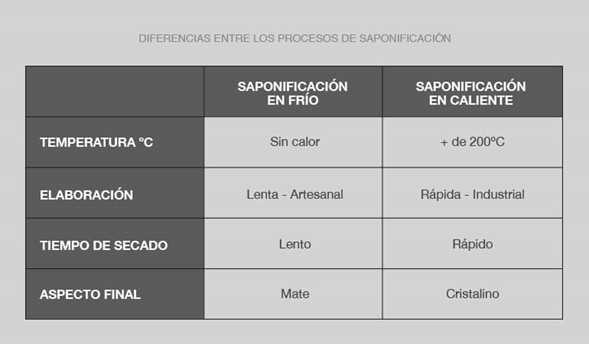 DIFERENCIAS ENTRE LOS PROCESOS DE SAPONIFICACIÓN
SAPONIFICACIÓN EN FRÍO
SAPONIFICACIÓN EN CALIENTE
TEMPERATURA ºC
Sin calor
+ de 200ºC
ELABORACIÓN
Lenta - Artesanal
Rápida - Industrial
TIEMPO DE SECADO
Lento
Rápido
ASPECTO FINAL
Mate
Cristalino